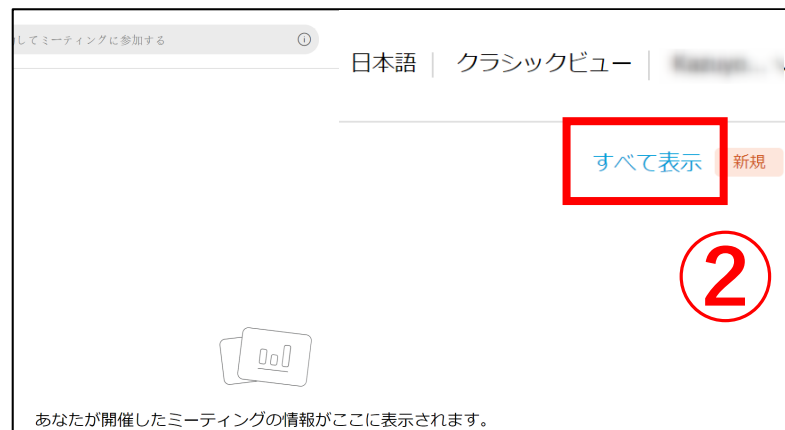 してミーティングに参加する
日本語 クラシックビュー
すべて表示 新規
②
あなたが開催したミーティングの情報がここに表示されます。